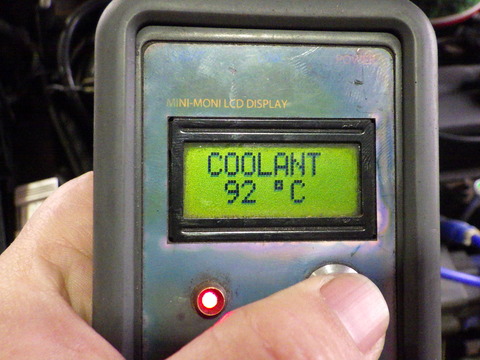 MINI-MONI LCD DISPLAY
COOLANT
92 °C